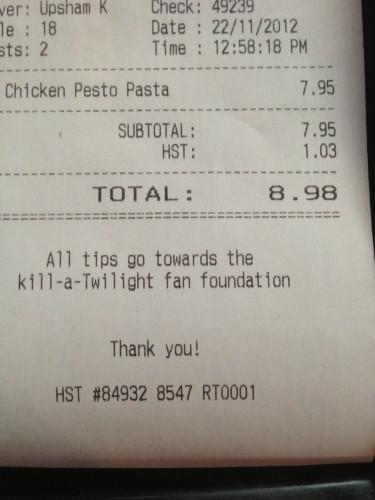 ver: Upsham K Check: 49239
le : 18 Date : 22/11/2012
sts: 2 Time : 12:58:18 PM
Chicken Pesto Pasta 7.95
SUBTOTAL: 7.95
HST: 1.03
TOTAL: 8.98
All tips go towards the
kill-a-Twilight fan foundation
Thank you!
HST #84932 8547 RT0001